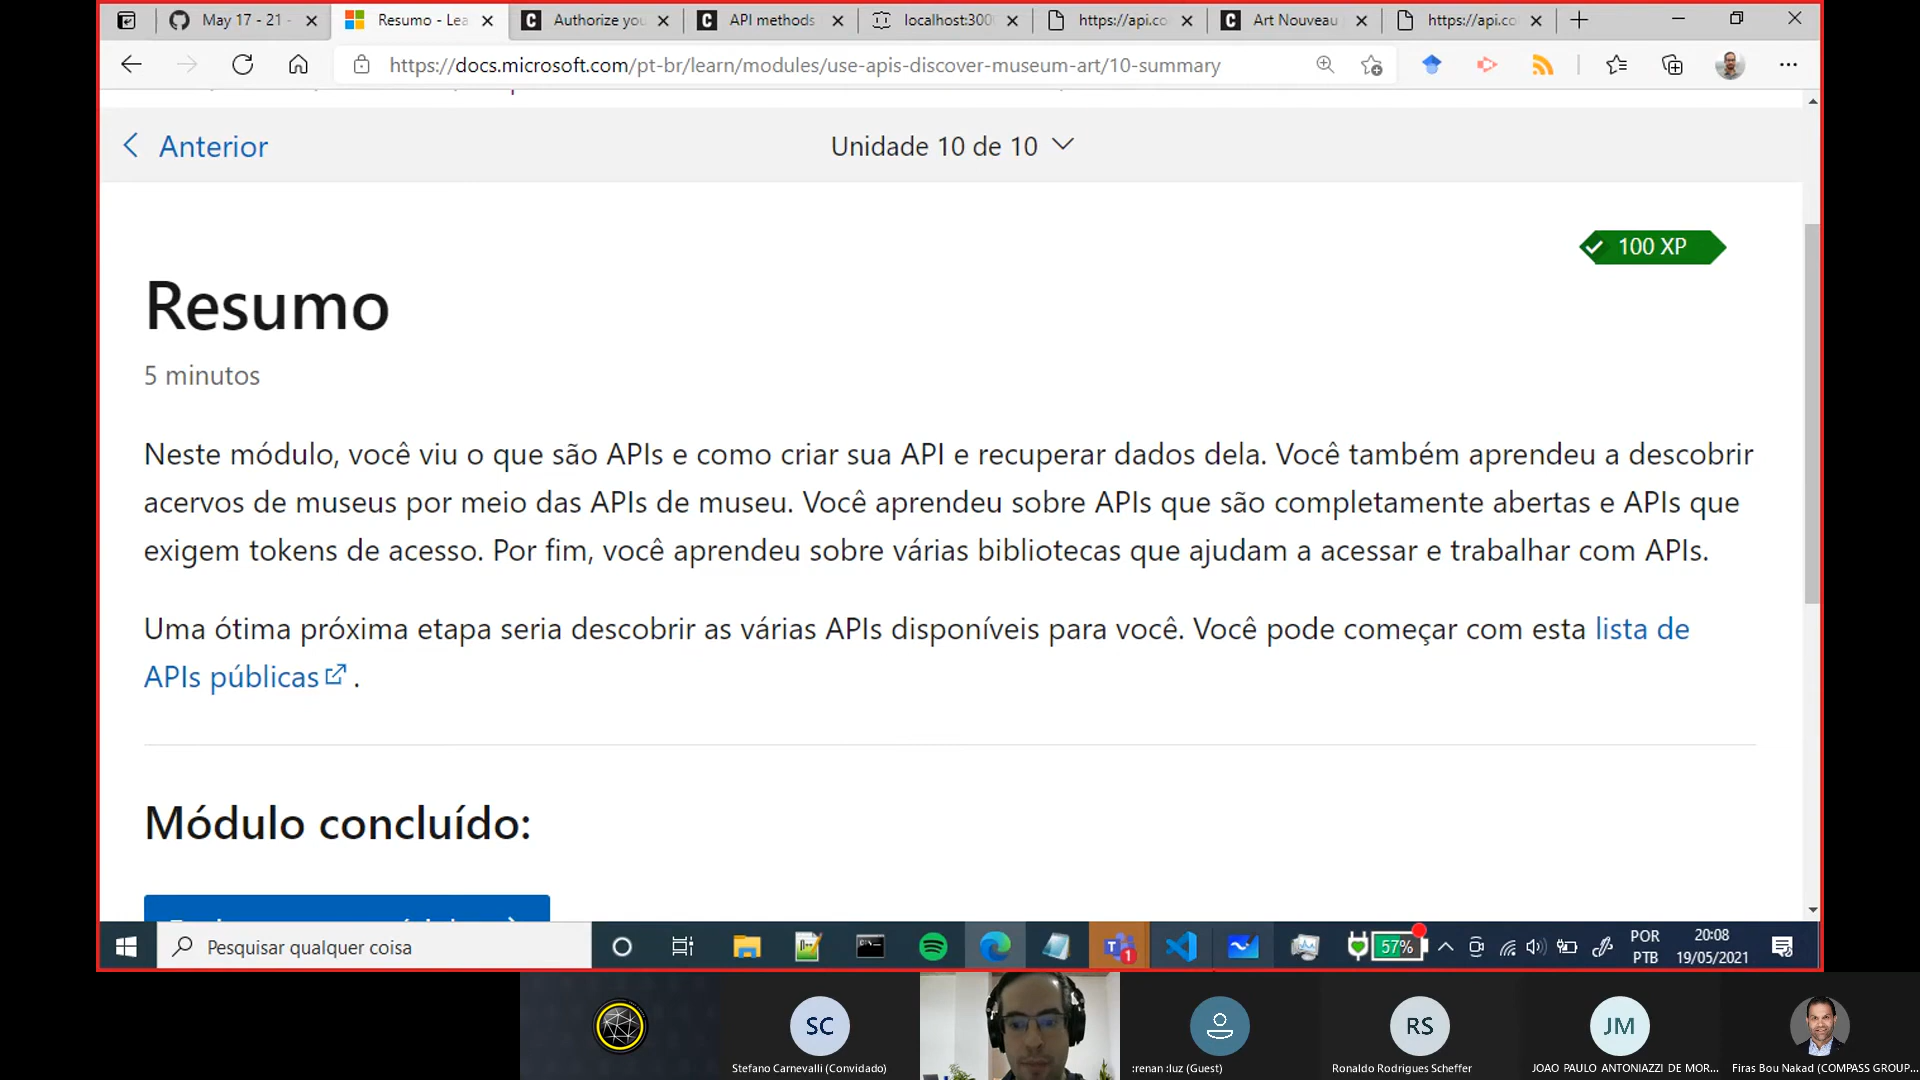 May 17 - 21 -
Resumo - Lea
Authorize you
API methods
localhost:300
https://api.co
Art Nouveau
https://api.co
https://docs.microsoft.com/pt-br/learn/modules/use-apis-discover-museum-art/10-summary
Anterior
Unidade 10 de 10
100 XP
Resumo
5 minutos
Neste módulo, você viu o que são APIs e como criar sua API e recuperar dados dela. Você também aprendeu a descobrir
acervos de museus por meio das APIs de museu. Você aprendeu sobre APIs que são completamente abertas e APIs que
exigem tokens de acesso. Por fim, você aprendeu sobre várias bibliotecas que ajudam a acessar e trabalhar com APIs.
Uma ótima próxima etapa seria descobrir as várias APIs disponíveis para você. Você pode começar com esta lista de
APIs públicas .
Módulo concluído:
Pesquisar qualquer coisa
1
57%
POR
PTB
20:08
19/05/2021
SC
RS
JM
Stefano Carnevalli (Convidado)
:renan :luz (Guest)
Ronaldo Rodrigues Scheffer
JOAO PAULO ANTONIAZZI DE MOR...
Firas Bou Nakad (COMPASS GROUP...